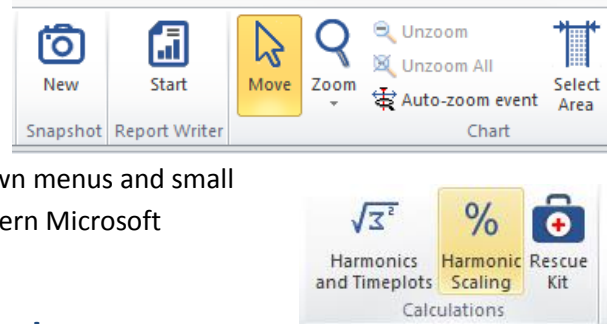 New
Start
Move
Zoom
Unzoom
Unzoom All
Auto-zoom event
Select
Area
Snapshot
Report Writer
Chart
wn menus and small
ern Microsoft
√Σ²
%
Harmonics
and Timeplots
Harmonic
Scaling
Rescue
Kit
Calculations